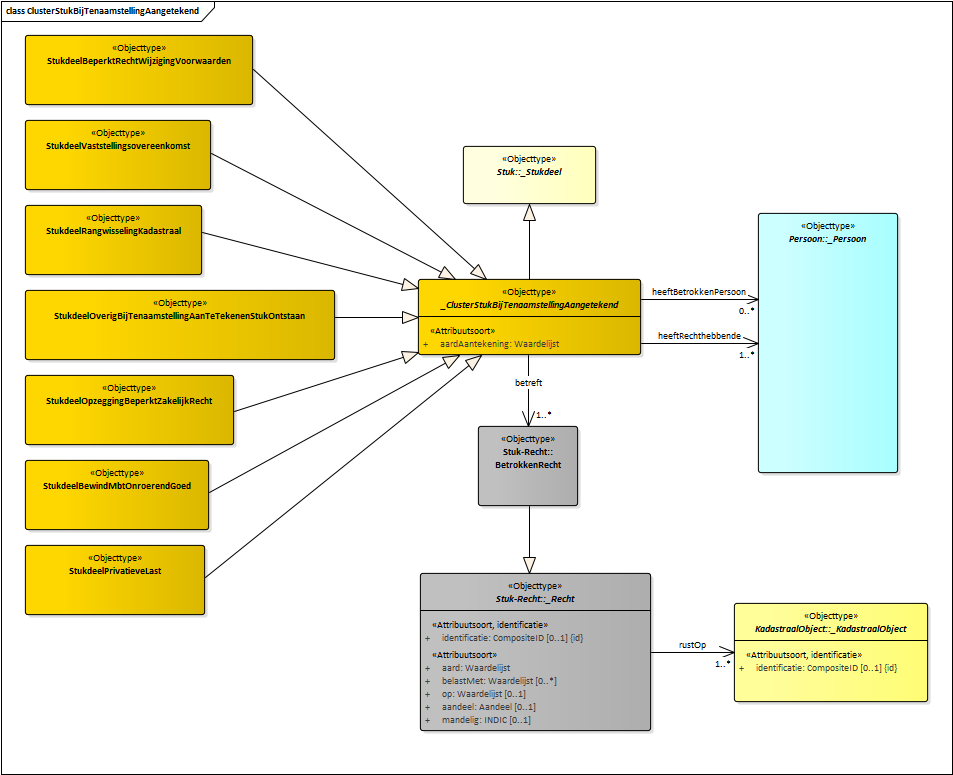 class ClusterStukBijTenaamstellingAangetekend
«Objecttype»
StukdeelBeperktRechtWijzigingVoorwaarden
«Objecttype»
StukdeelVaststellingsovereenkomst
«Objecttype»
StukdeelRangwisselingKadastraal
«Objecttype»
StukdeelOverigBijTenaamstellingAanTeTekenenStukOntstaan
«Objecttype»
StukdeelOpzeggingBeperktZakelijkRecht
«Objecttype»
StukdeelBewindMbtOnroerendGoed
«Objecttype»
StukdeelPrivatieveLast
«Objecttype»
Stuk::_Stukdeel
«Objecttype»
_ClusterStukBijTenaamstellingAangetekend
«Attribuutsoort»
+ aardAantekening: Waardelijst
heeftBetrokkenPersoon
0..*
heeftRechthebbende
1..*
«Objecttype»
Persoon::_Persoon
betreft
1..*
«Objecttype»
Stuk-Recht::
BetrokkenRecht
«Objecttype»
Stuk-Recht::_Recht
«Attribuutsoort, identificatie»
+ identificatie: CompositeID [0..1] {id}
«Attribuutsoort»
+ aard: Waardelijst
+ belastMet: Waardelijst [0..*]
+ op: Waardelijst [0..1]
+ aandeel: Aandeel [0..1]
+ mandelig: INDIC [0..1]
rustOp
1..*
«Objecttype»
KadastraalObject::_KadastraalObject
«Attribuutsoort, identificatie»
+ identificatie: CompositeID [0..1] {id}